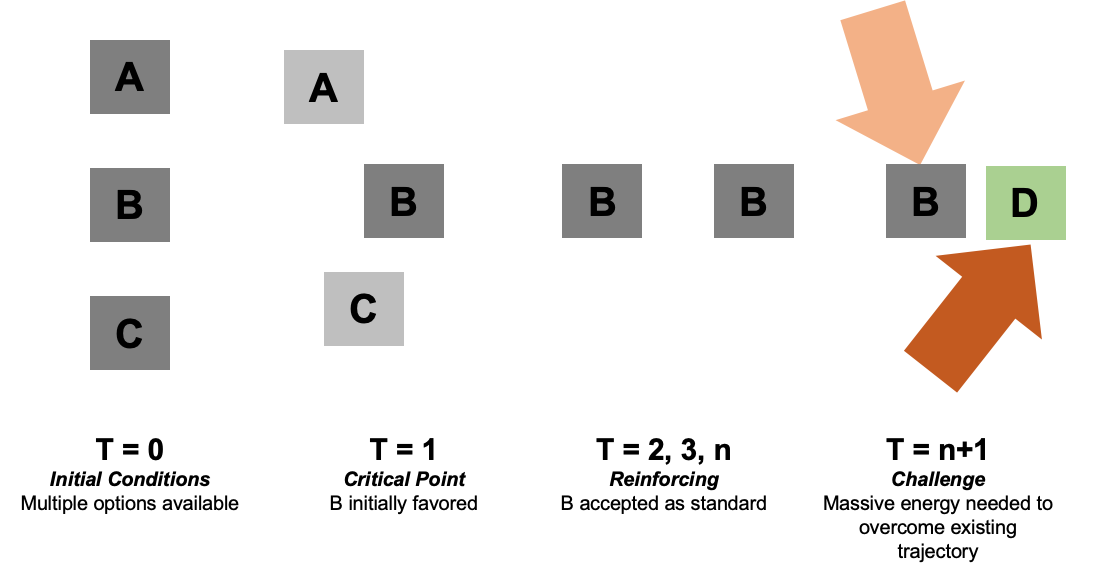 A
B
C
A
B
C
B
B
B
D
T = 0
Initial Conditions
Multiple options available
T = 1
Critical Point
B initially favored
T = 2, 3, n
Reinforcing
B accepted as standard
T = n+1
Challenge
Massive energy needed to
overcome existing
trajectory